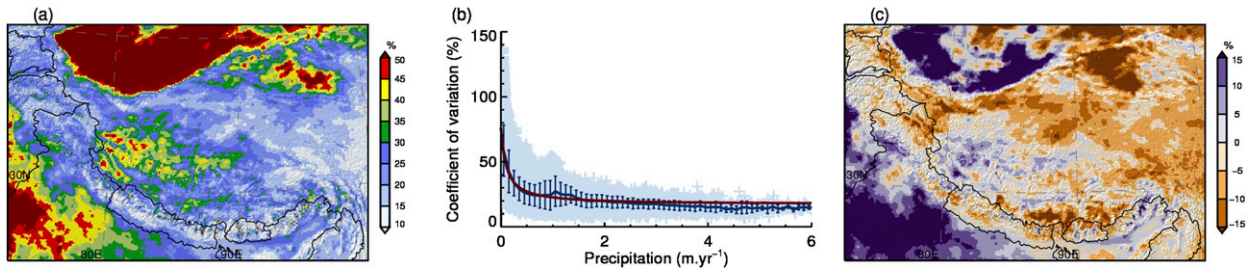 (a)
%
50
45
40
35
30
25
20
15
10
30N
80E
90E
(b)
Coefficient of variation (%)
150
100
50
0
0
2
4
6
Precipitation (m.yr⁻¹)
(c)
%
15
10
5
0
−5
−10
−15
30N
80E
90E